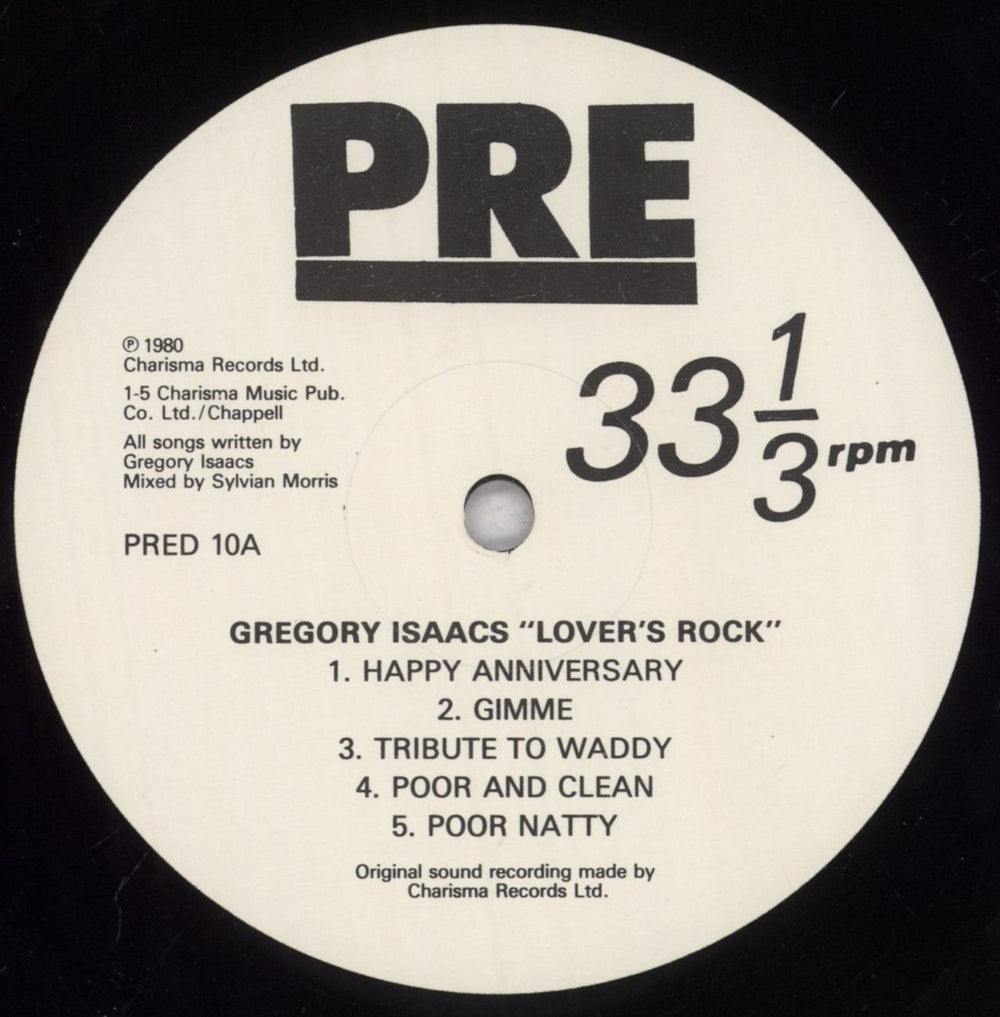 PRE
℗ 1980
Charisma Records Ltd.
1-5 Charisma Music Pub.
Co. Ltd./Chappell
All songs written by
Gregory Isaacs
Mixed by Sylvian Morris
33 1/3 rpm
PRED 10A
GREGORY ISAACS "LOVER'S ROCK"
1. HAPPY ANNIVERSARY
2. GIMME
3. TRIBUTE TO WADDY
4. POOR AND CLEAN
5. POOR NATTY
Original sound recording made by
Charisma Records Ltd.